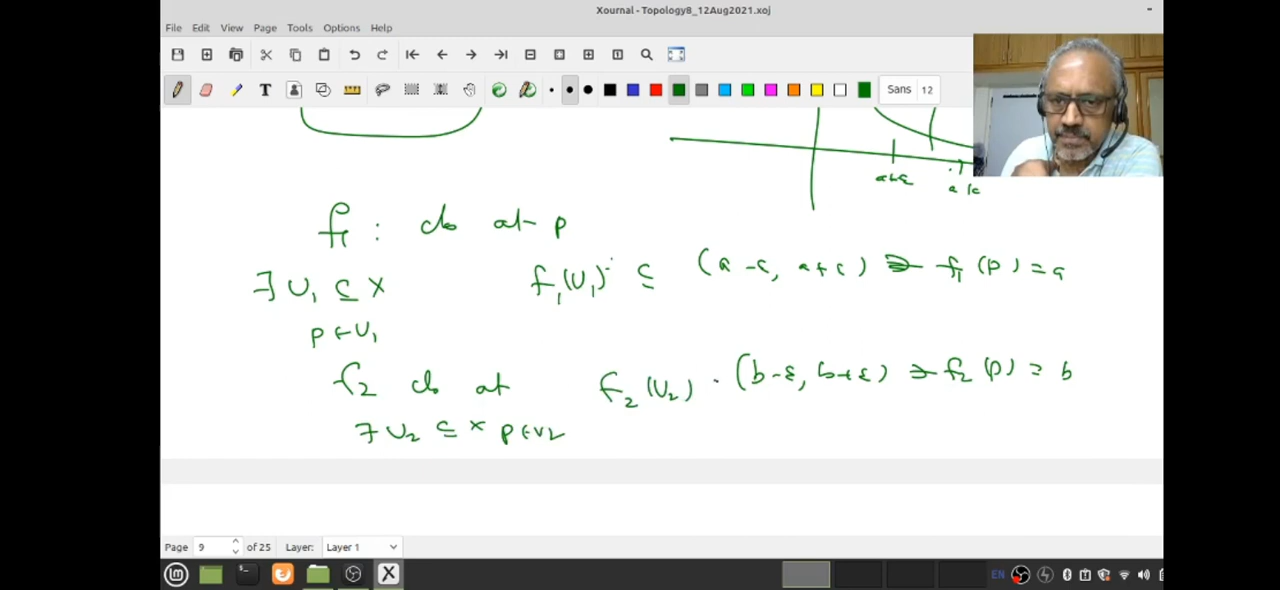 Xournal - Topology8_12Aug2021.xoj
File Edit View Page Tools Options Help
Sans 12
a+ε
f₁ : cts at p
∃ U₁ ⊆ X f₁(U₁) ⊆ (a-ε, a+ε) ∋ f₁(p) = a
p ∈ U₁
f₂ cts at f₂(U₂) · (b-ε, b+ε) ∋ f₂(p) = b
∃ U₂ ⊆ X p ∈ U₂
Page 9 of 25 Layer: Layer 1
EN